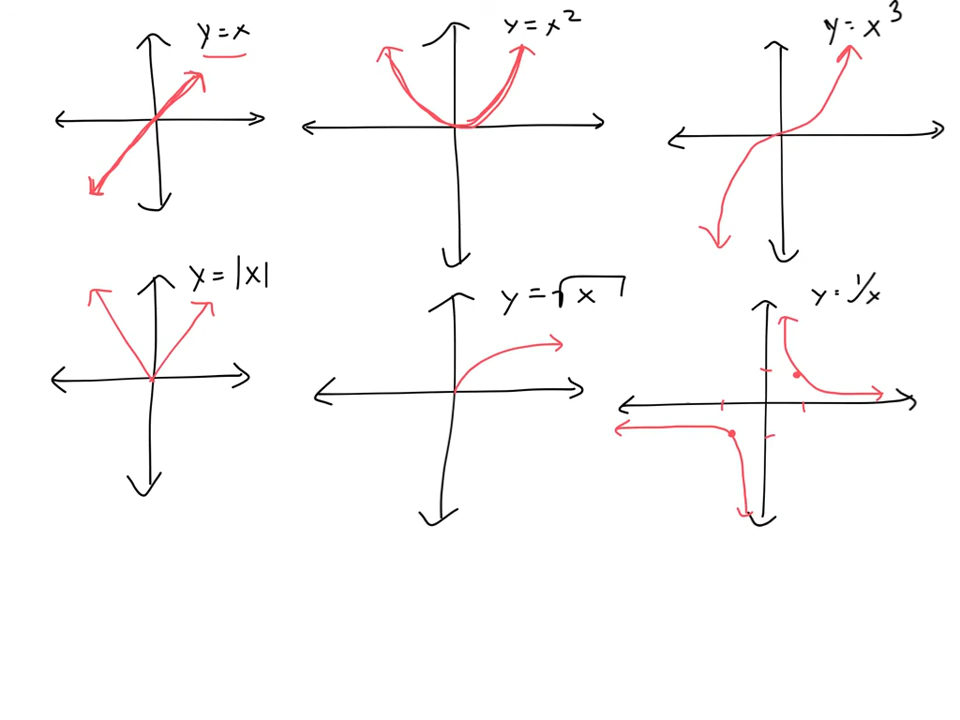 y = x
y = x²
y = x³
y = |x|
y = √x
y = 1/x